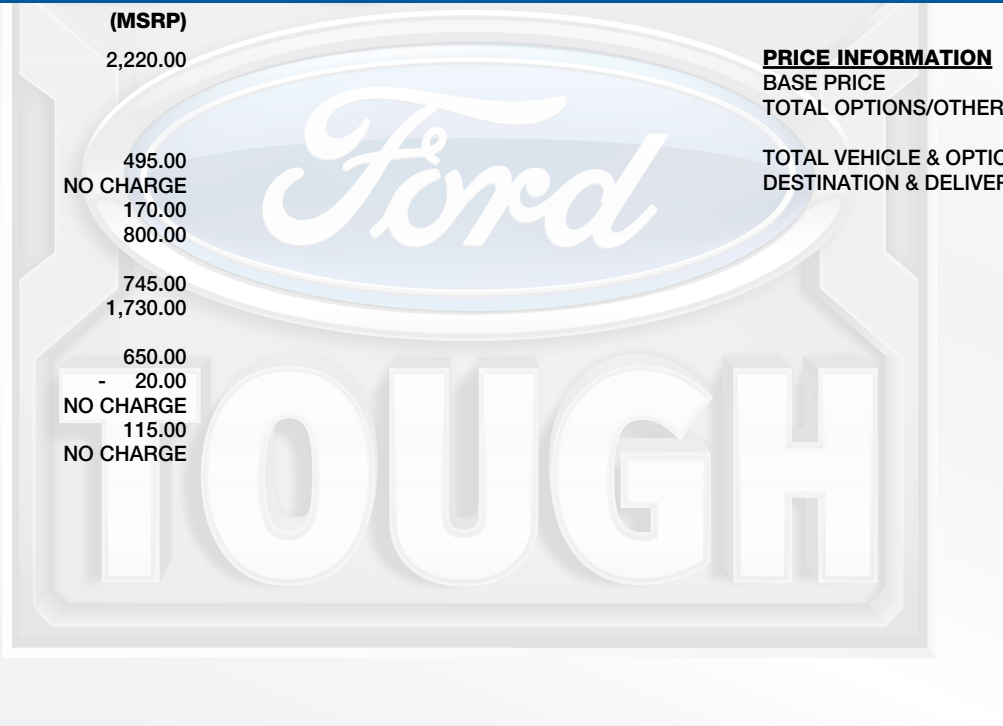 (MSRP)
2,220.00
495.00
NO CHARGE
170.00
800.00
745.00
1,730.00
650.00
- 20.00
NO CHARGE
115.00
NO CHARGE
PRICE INFORMATION
BASE PRICE
TOTAL OPTIONS/OTHER
TOTAL VEHICLE & OPTIO
DESTINATION & DELIVER
Ford
TOUGH